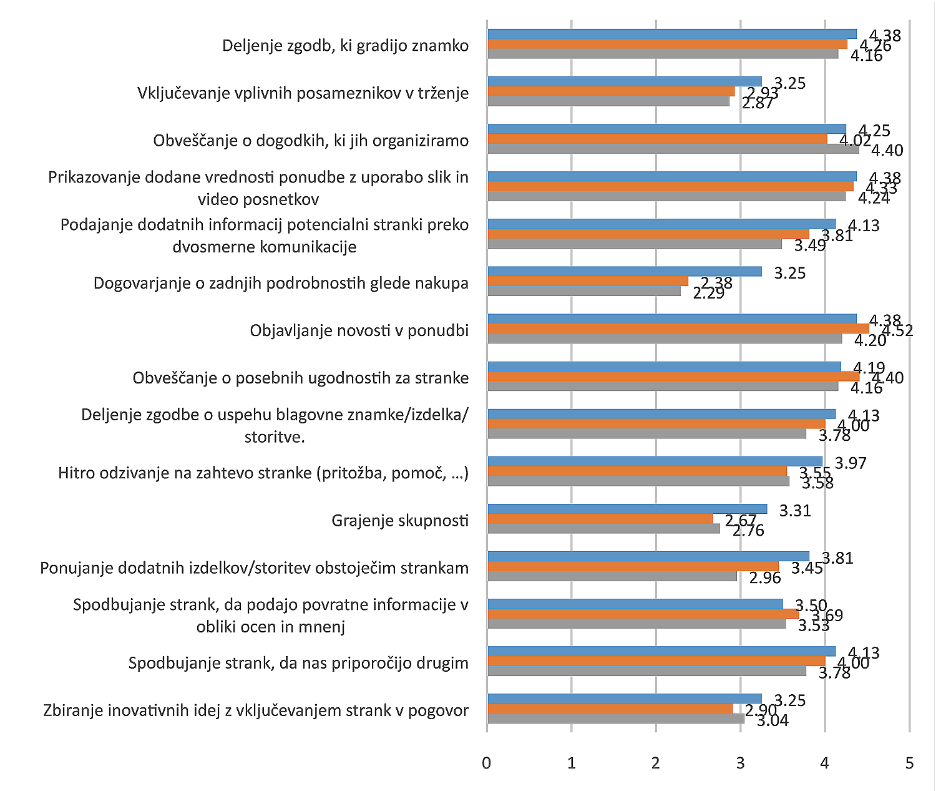 Deljenje zgodb, ki gradijo znamko
4.38
4.26
4.16
Vključevanje vplivnih posameznikov v trženje
3.25
2.93
2.87
Obveščanje o dogodkih, ki jih organiziramo
4.25
4.02
4.40
Prikazovanje dodane vrednosti ponudbe z uporabo slik in
video posnetkov
4.38
4.33
4.24
Podajanje dodatnih informacij potencialni stranki preko
dvosmerne komunikacije
4.13
3.81
3.49
Dogovarjanje o zadnjih podrobnostih glede nakupa
3.25
2.38
2.29
Objavljanje novosti v ponudbi
4.38
4.52
4.20
Obveščanje o posebnih ugodnostih za stranke
4.19
4.40
4.16
Deljenje zgodbe o uspehu blagovne znamke/izdelka/
storitve.
4.13
4.00
3.78
Hitro odzivanje na zahtevo stranke (pritožba, pomoč, ...)
3.97
3.55
3.58
Grajenje skupnosti
3.31
2.67
2.76
Ponujanje dodatnih izdelkov/storitev obstoječim strankam
3.81
3.45
2.96
Spodbujanje strank, da podajo povratne informacije v
obliki ocen in mnenj
3.50
3.69
3.53
Spodbujanje strank, da nas priporočijo drugim
4.13
4.00
3.78
Zbiranje inovativnih idej z vključevanjem strank v pogovor
3.25
2.90
3.04
0 1 2 3 4 5